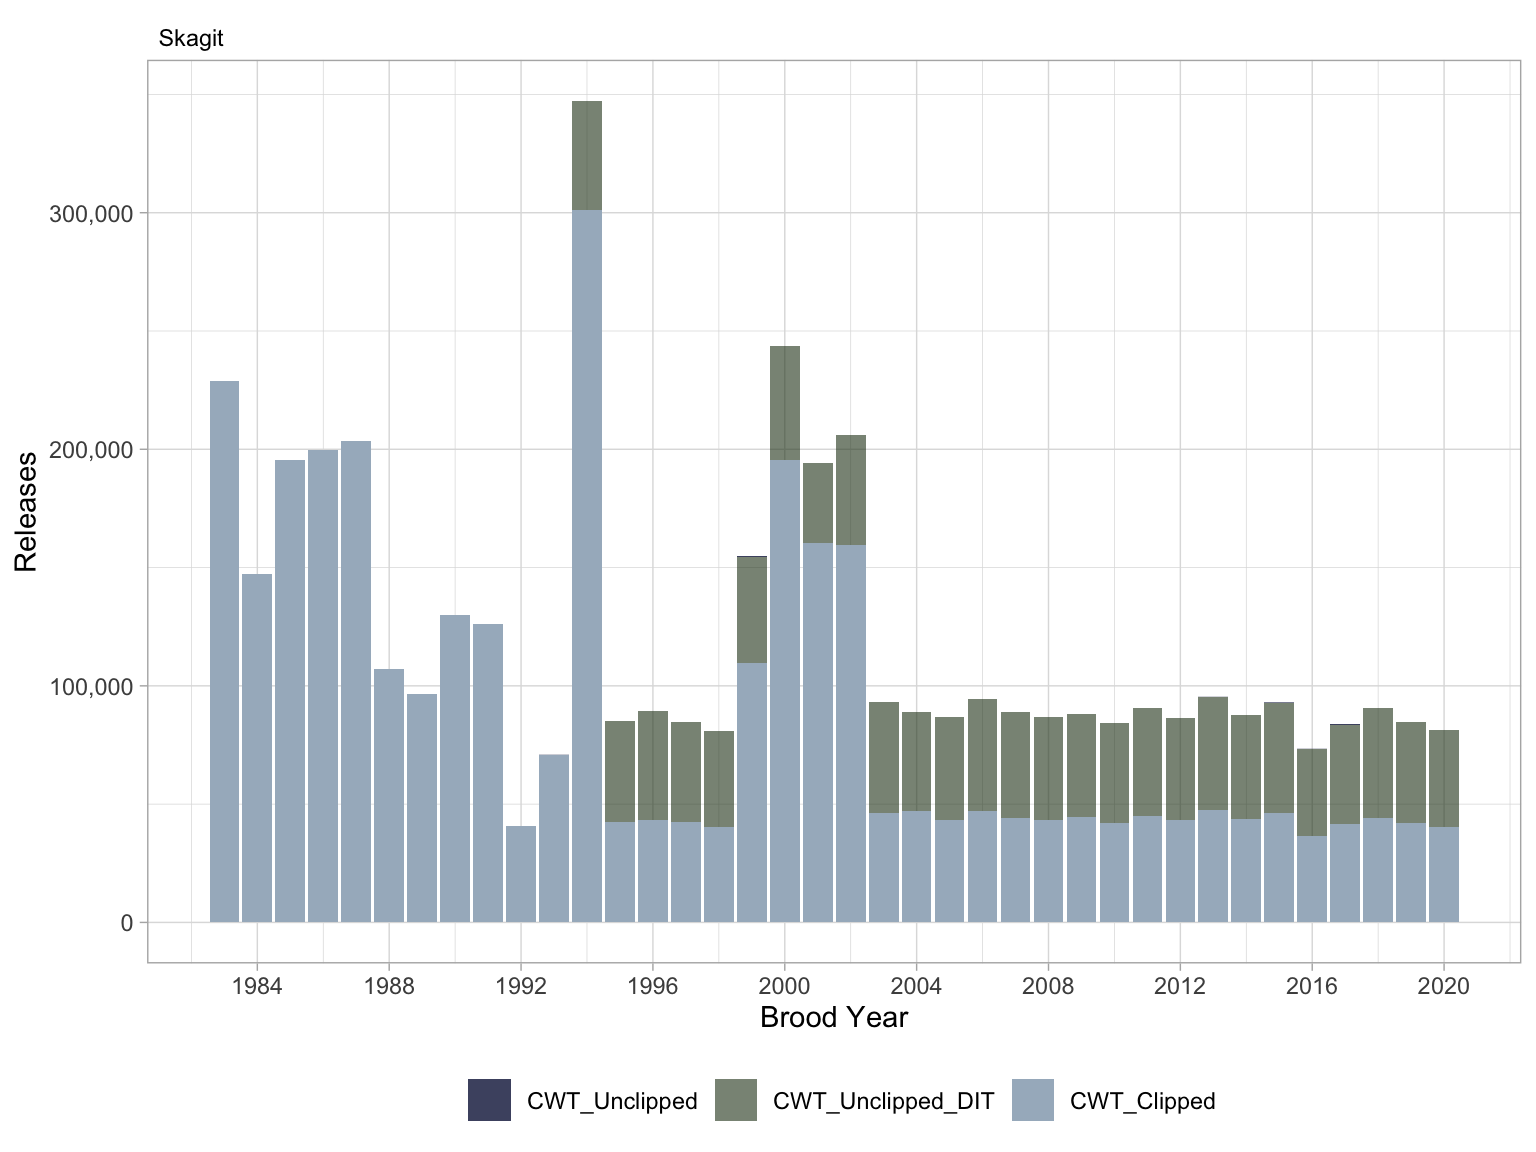 Skagit
Releases
300,000
200,000
100,000
0
1984 1988 1992 1996 2000 2004 2008 2012 2016 2020
Brood Year
CWT_Unclipped CWT_Unclipped_DIT CWT_Clipped